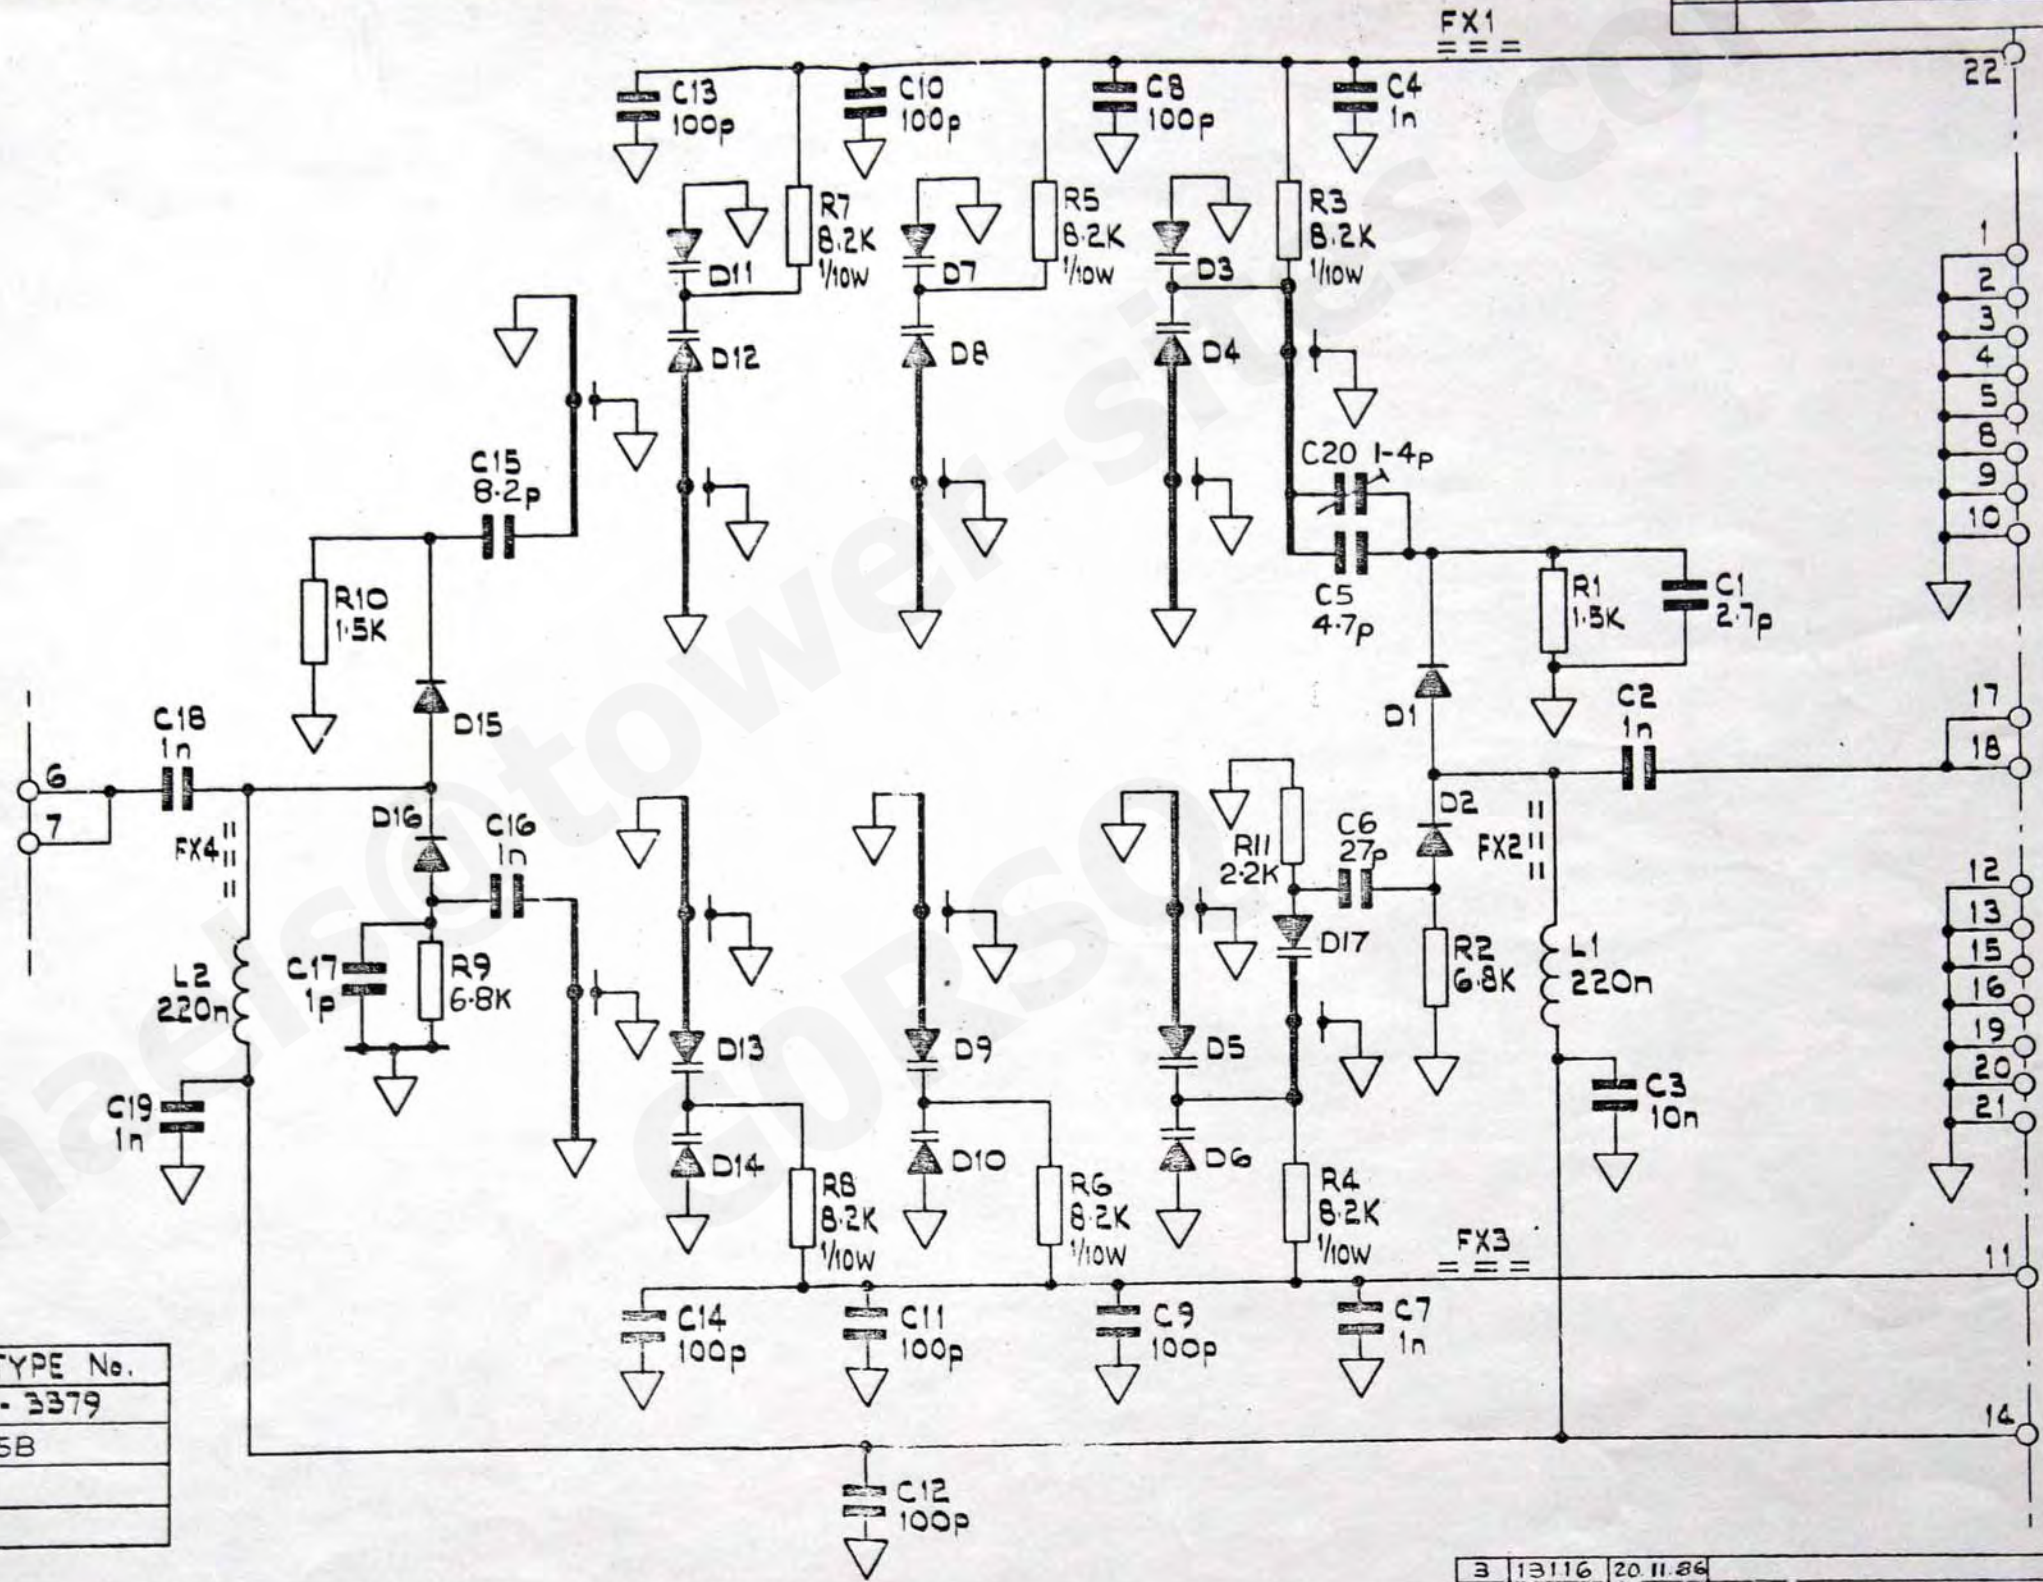 FX1
22
C13
100p
C10
100p
C8
100p
C4
1n
R7
8.2K
1/10W
R5
8.2K
1/10W
R3
8.2K
1/10W
D11
D7
D3
D12
D8
D4
1
2
3
4
5
8
9
10
C15
8.2p
C20 1-4p
C5
4.7p
R10
1.5K
R1
1.5K
C1
2.7p
D15
D1
C18
1n
C2
1n
17
18
6
7
D16
C16
1n
FX4
R11
2.2K
C6
27p
D2
FX2
12
13
15
16
19
20
21
L2
220n
C17
1p
R9
6.8K
D17
R2
6.8K
L1
220n
D13
D9
D5
C19
1n
C3
10n
D14
D10
D6
R8
8.2K
1/10W
R6
8.2K
1/10W
R4
8.2K
1/10W
FX3
11
C14
100p
C11
100p
C9
100p
C7
1n
TYPE No.
- 3379
5B
14
C12
100p
3 13116 20.11.86
aels@tower-sites.co
G0RSQ